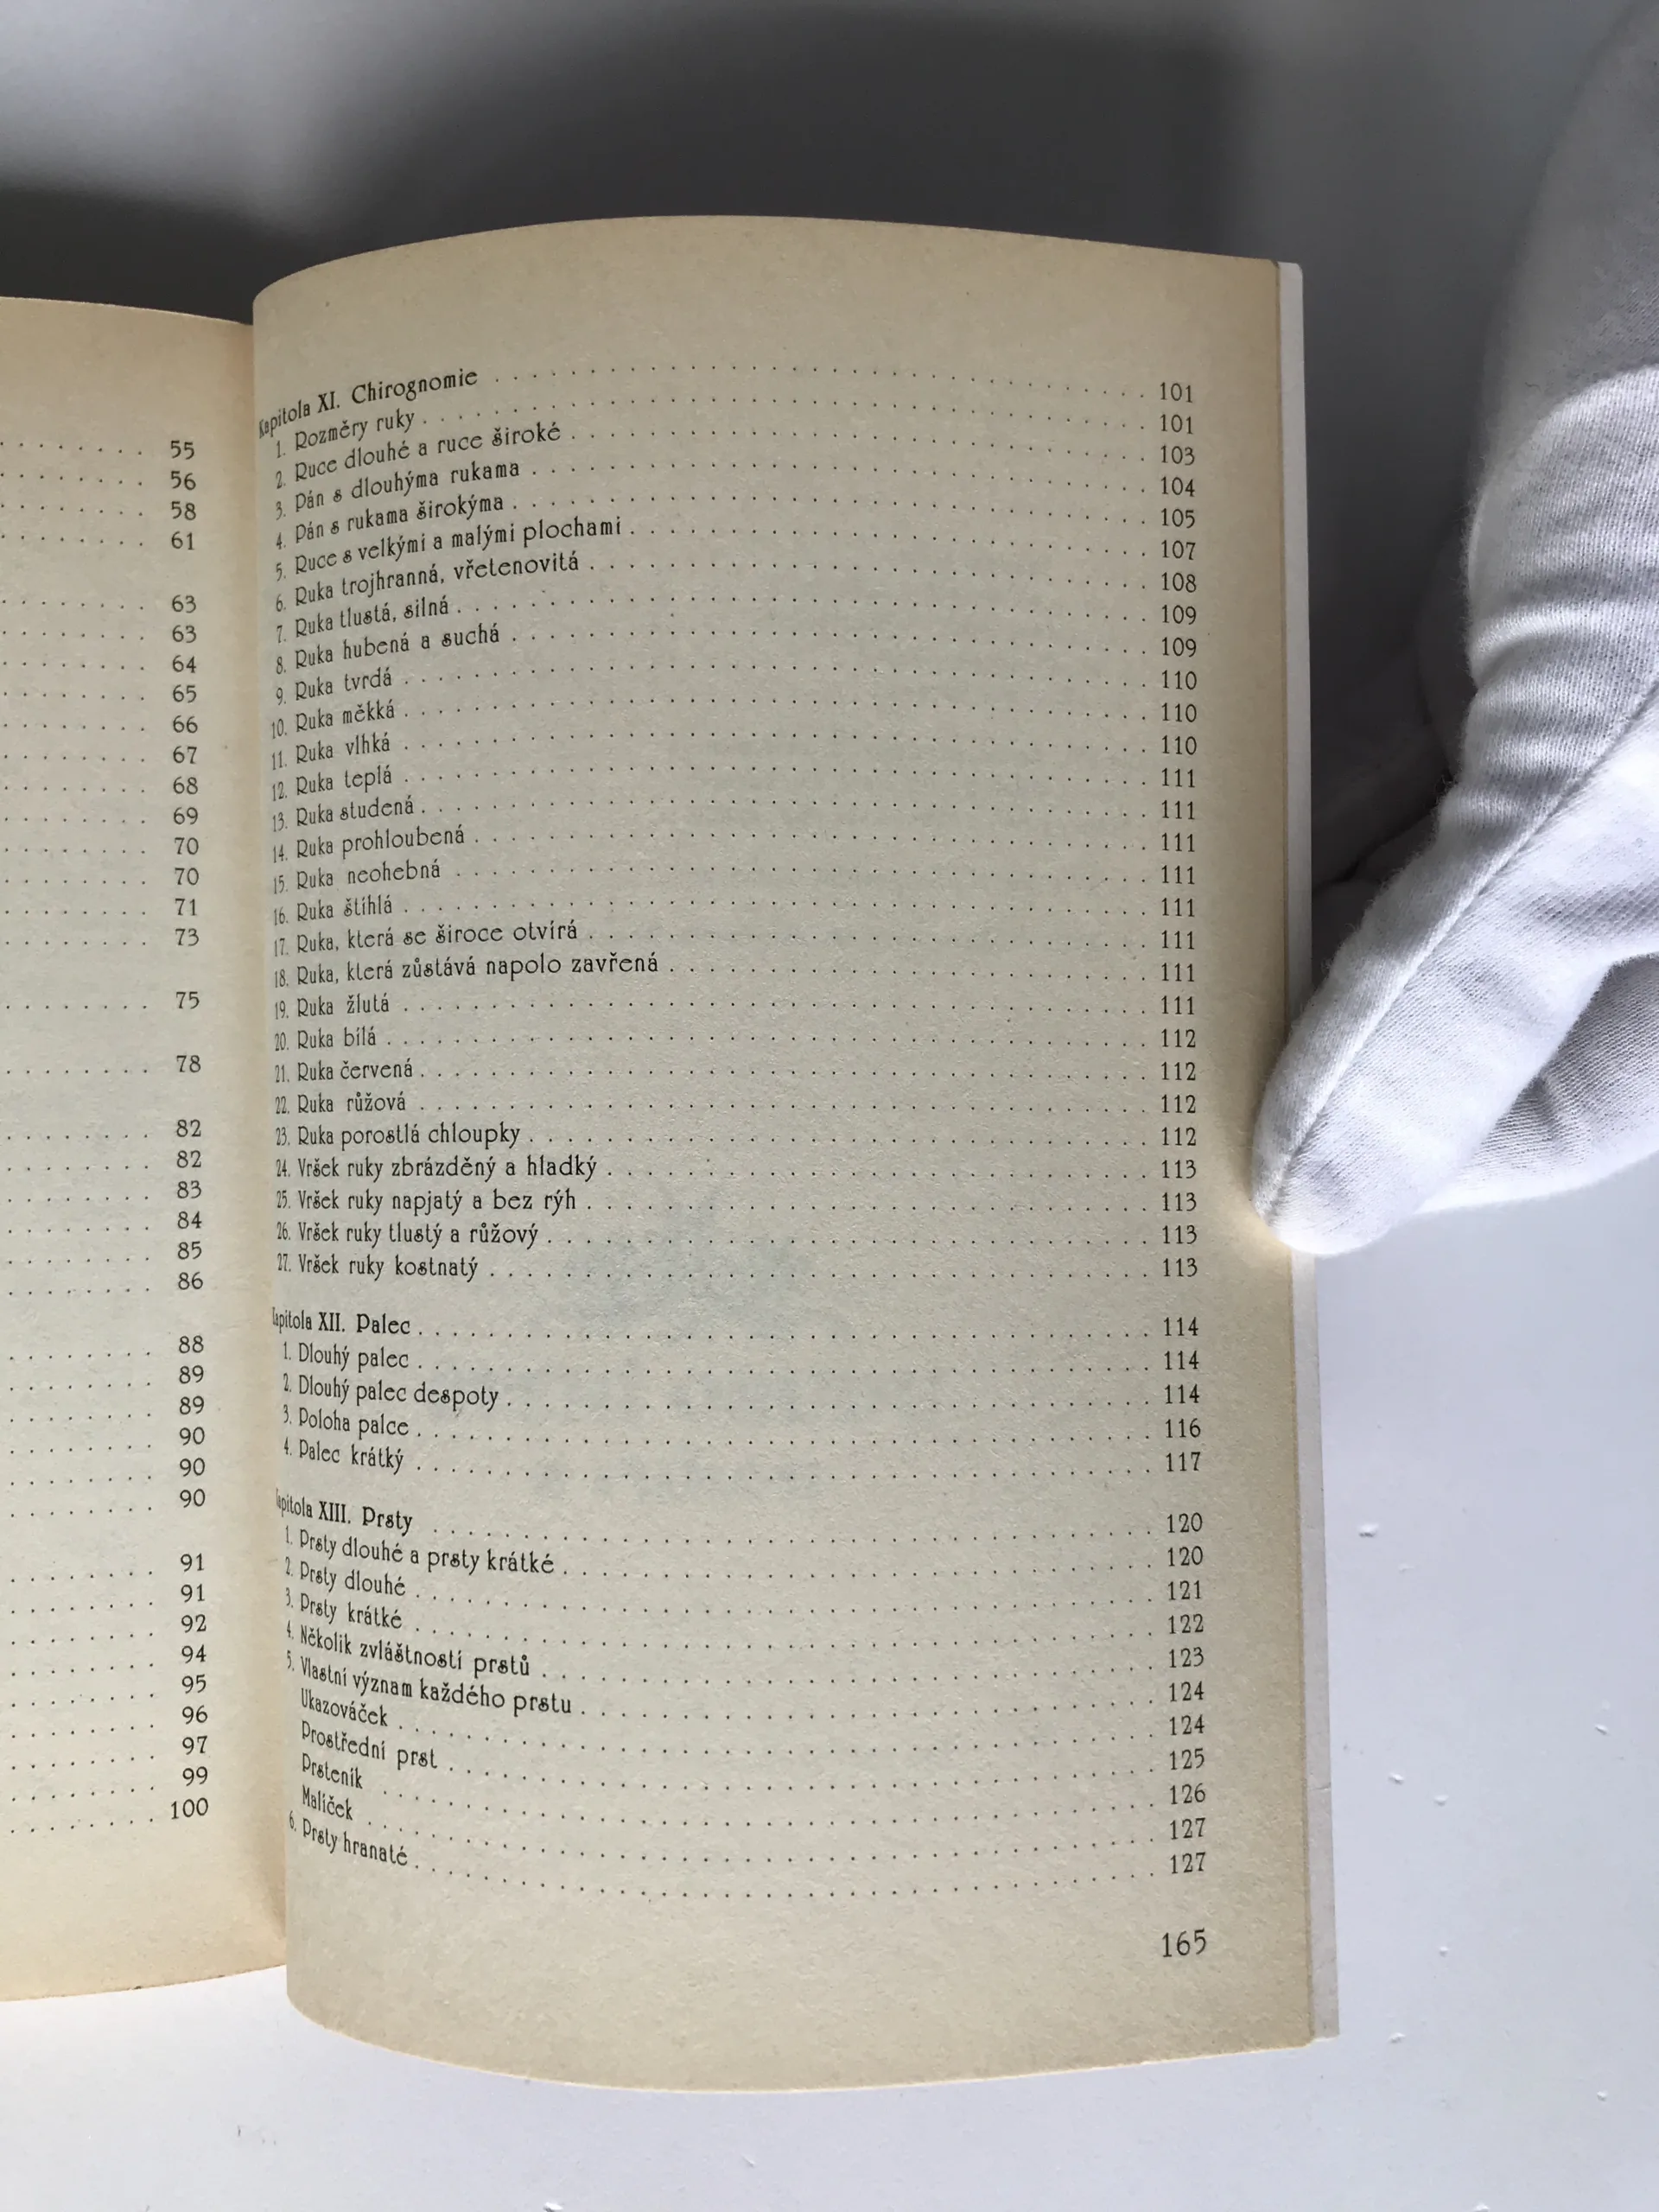 55
56
58
61
63
63
64
65
66
67
68
69
70
70
71
73
75
78
82
82
83
84
85
86
88
89
89
90
90
90
91
91
92
94
95
96
97
99
100
Kapitola XI. Chirognomie . . . 101
1. Rozměry ruky . . . 101
2. Ruce dlouhé a ruce široké . . . 103
3. Pán s dlouhýma rukama . . . 104
4. Pán s rukama širokýma . . . 105
5. Ruce s velkými a malými plochami . . . 107
6. Ruka trojhranná, vřetenovitá . . . 108
7. Ruka tlustá, silná . . . 109
8. Ruka hubená a suchá . . . 109
9. Ruka tvrdá . . . 110
10. Ruka měkká . . . 110
11. Ruka vlhká . . . 110
12. Ruka teplá . . . 111
13. Ruka studená . . . 111
14. Ruka prohloubená . . . 111
15. Ruka neohebná . . . 111
16. Ruka štíhlá . . . 111
17. Ruka, která se široce otvírá . . . 111
18. Ruka, která zůstává napolo zavřená . . . 111
19. Ruka žlutá . . . 111
20. Ruka bílá . . . 112
21. Ruka červená . . . 112
22. Ruka růžová . . . 112
23. Ruka porostlá chloupky . . . 112
24. Vršek ruky zbrázděný a hladký . . . 113
25. Vršek ruky napjatý a bez rýh . . . 113
26. Vršek ruky tlustý a růžový . . . 113
27. Vršek ruky kostnatý . . . 113
Kapitola XII. Palec . . . 114
1. Dlouhý palec . . . 114
2. Dlouhý palec despoty . . . 114
3. Poloha palce . . . 116
4. Palec krátký . . . 117
Kapitola XIII. Prsty . . . 120
1. Prsty dlouhé a prsty krátké . . . 120
2. Prsty dlouhé . . . 121
3. Prsty krátké . . . 122
4. Několik zvláštností prstů . . . 123
5. Vlastní význam každého prstu . . . 124
Ukazováček . . . 124
Prostřední prst . . . 125
Prsteník . . . 126
Malíček . . . 127
6. Prsty hranaté . . . 127
165